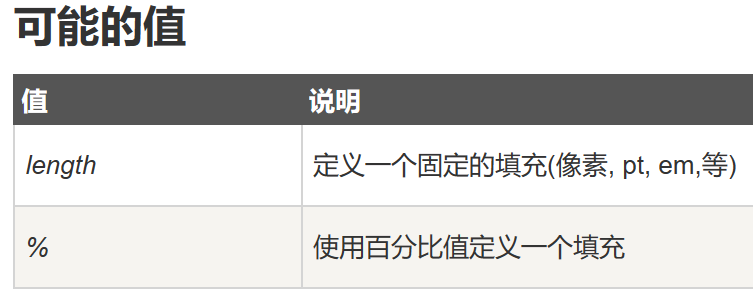 可能的值
值 说明
length 定义一个固定的填充(像素, pt, em,等)
% 使用百分比值定义一个填充